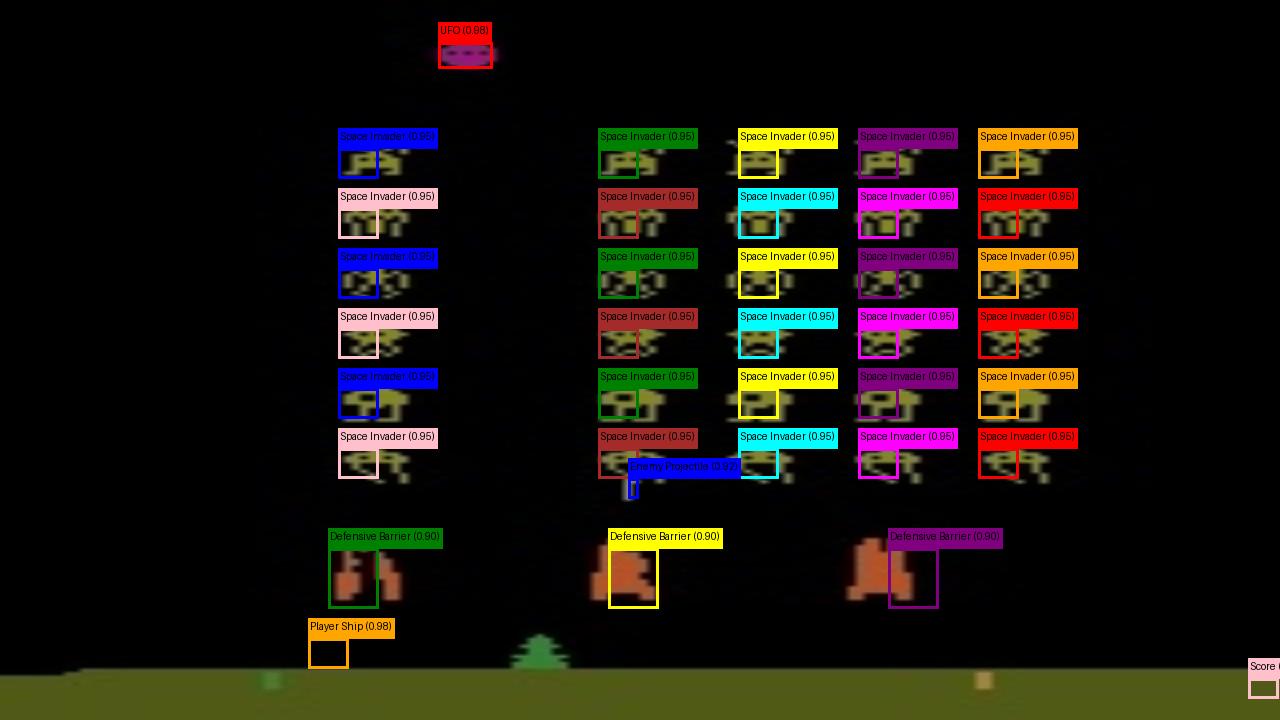 UFO (0.98)
Space Invader (0.95) Space Invader (0.95) Space Invader (0.95) Space Invader (0.95) Space Invader (0.95)
Space Invader (0.95) Space Invader (0.95) Space Invader (0.95) Space Invader (0.95) Space Invader (0.95)
Space Invader (0.95) Space Invader (0.95) Space Invader (0.95) Space Invader (0.95) Space Invader (0.95)
Space Invader (0.95) Space Invader (0.95) Space Invader (0.95) Space Invader (0.95) Space Invader (0.95)
Space Invader (0.95) Space Invader (0.95) Space Invader (0.95) Space Invader (0.95) Space Invader (0.95)
Space Invader (0.95) Space Invader (0.95) Space Invader (0.95) Space Invader (0.95) Space Invader (0.95)
Enemy Projectile (0.92)
Defensive Barrier (0.90) Defensive Barrier (0.90) Defensive Barrier (0.90)
Player Ship (0.98)
Score